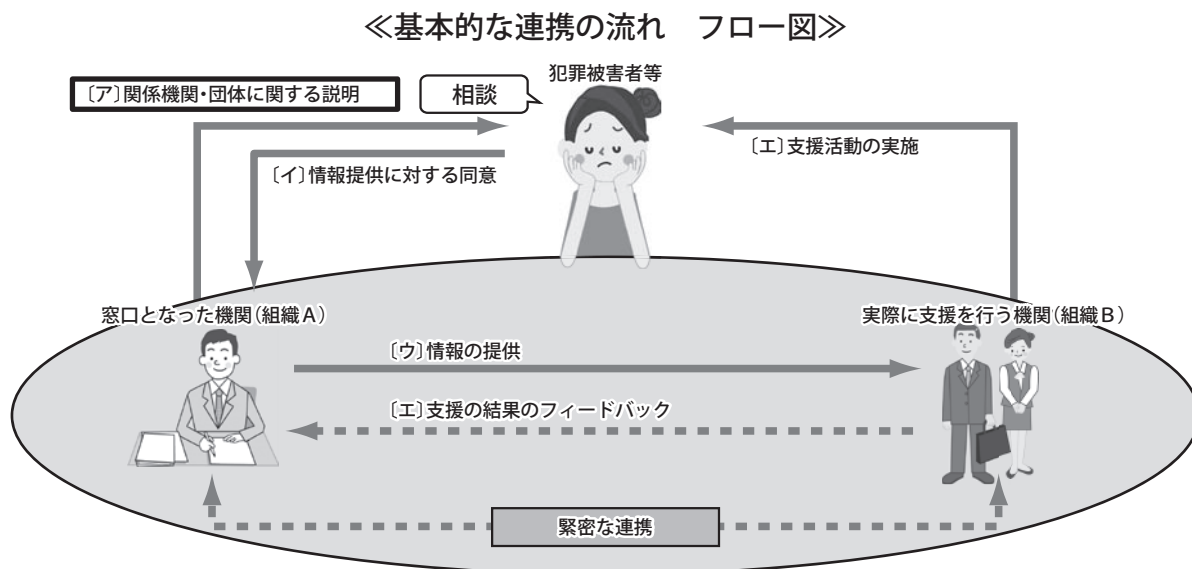 ≪基本的な連携の流れ　フロー図≫
犯罪被害者等
〔ア〕関係機関・団体に関する説明
相談
〔エ〕支援活動の実施
〔イ〕情報提供に対する同意
窓口となった機関(組織A)
実際に支援を行う機関(組織B)
〔ウ〕情報の提供
〔エ〕支援の結果のフィードバック
緊密な連携